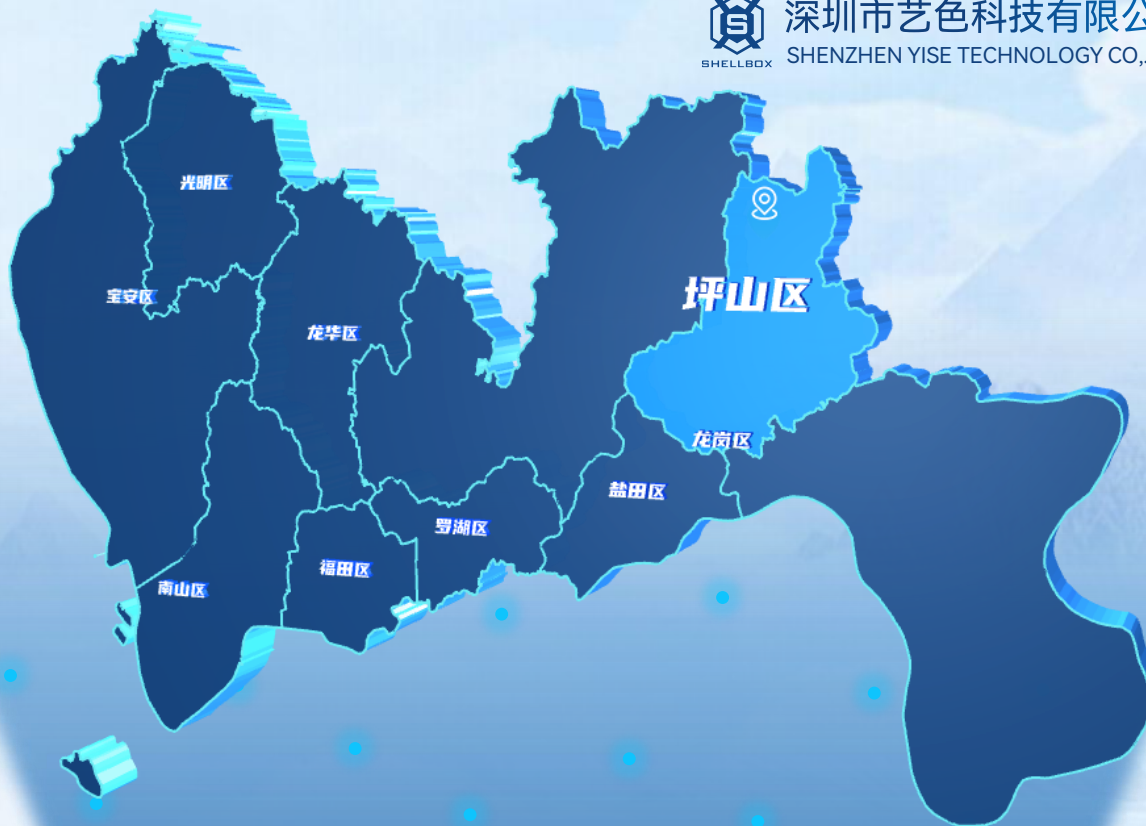 SHELLBOX
深圳市艺色科技有限公
SHENZHEN YISE TECHNOLOGY CO,.
光明区
宝安区
坪山区
龙华区
龙岗区
盐田区
罗湖区
福田区
南山区